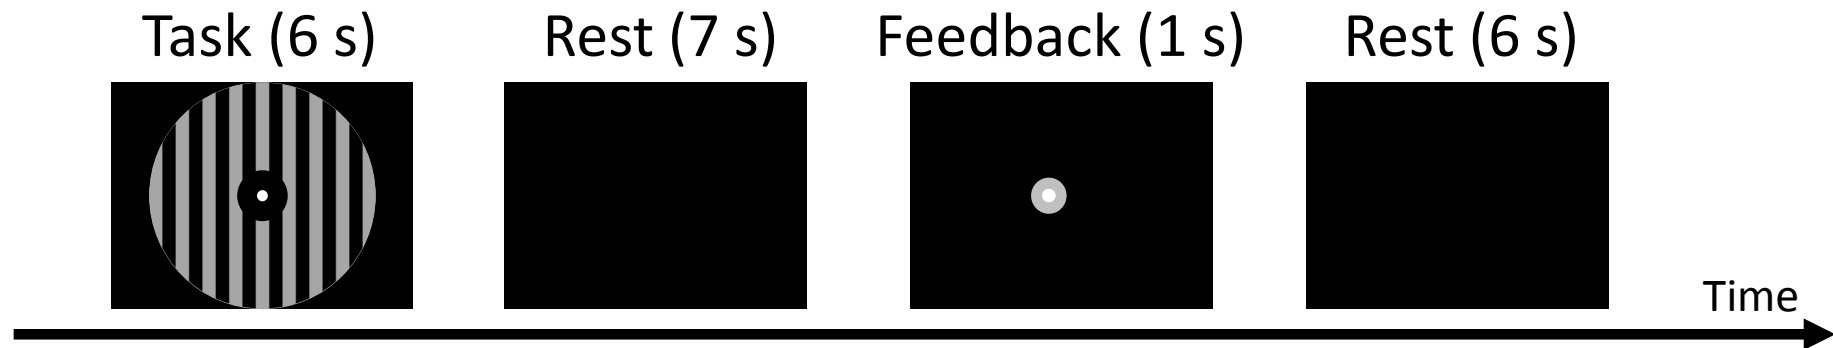 Task (6 s)
Rest (7 s)
Feedback (1 s)
Rest (6 s)
Time